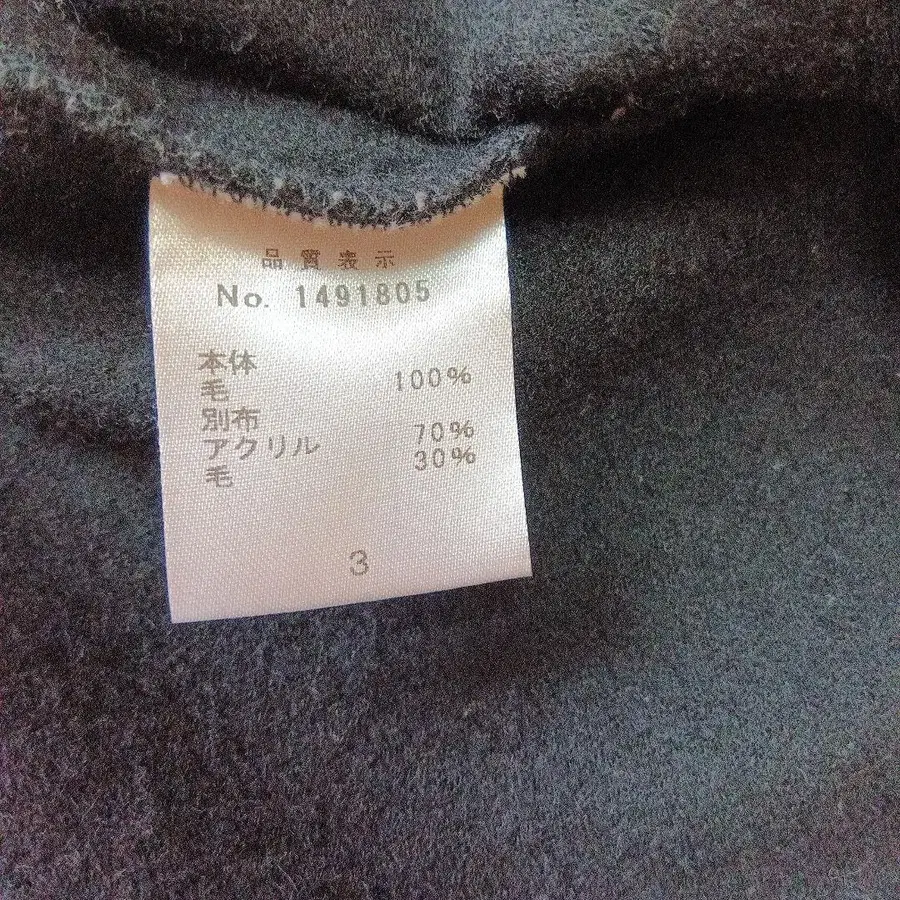 品質表示
No. 1491805
本体
毛 100%
別布
アクリル 70%
毛 30%
3